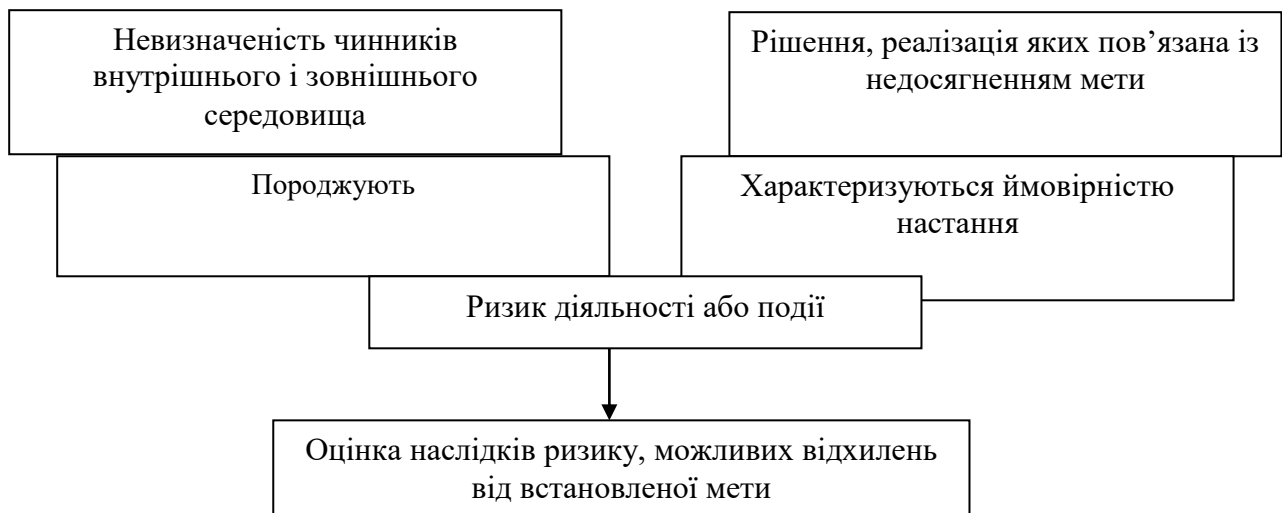 Невизначеність чинників
внутрішнього і зовнішнього
середовища
Рішення, реалізація яких пов’язана із
недосягненням мети
Породжують
Характеризуються ймовірністю
настання
Ризик діяльності або події
Оцінка наслідків ризику, можливих відхилень
від встановленої мети